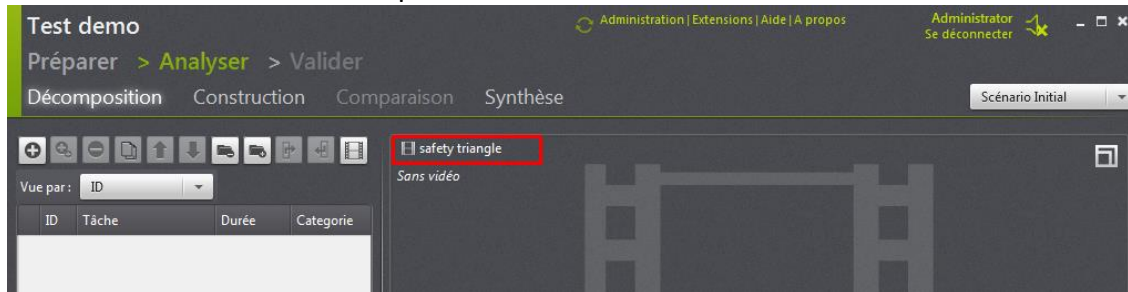 Test demo
Administration | Extensions | Aide | A propos
Administrator
Se déconnecter
Préparer > Analyser > Valider
Décomposition Construction Comparaison Synthèse
Scénario Initial
safety triangle
Sans vidéo
Vue par : ID
ID Tâche Durée Categorie